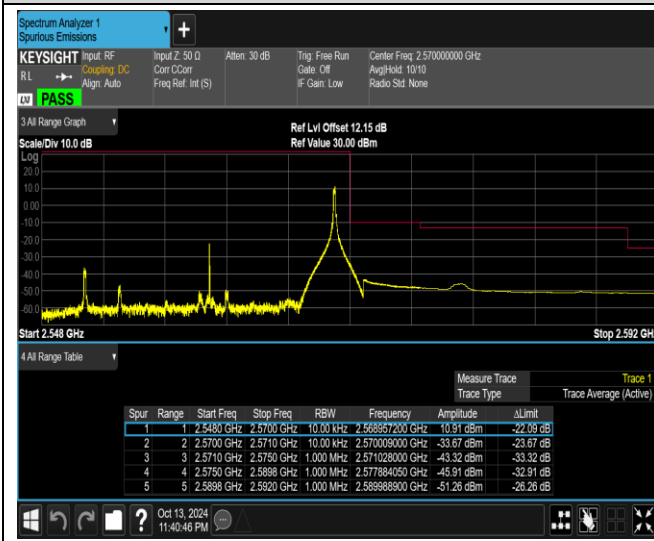 Spectrum Analyzer 1
Spurious Emissions
KEYSIGHT Input: RF Input Z: 50 Ω Atten: 30 dB Trig: Free Run Center Freq: 2.570000000 GHz
RL Coupling: DC Corr CCorr Gate: Off Avg|Hold: 10/10
Align: Auto Freq Ref: Int (S) IF Gain: Low Radio Std: None
LXI PASS
3 All Range Graph
Ref Lvl Offset 12.15 dB
Scale/Div 10.0 dB Ref Value 30.00 dBm
Log
20.0
10.0
0.00
-10.0
-20.0
-30.0
-40.0
-50.0
-60.0
Start 2.548 GHz Stop 2.592 GH
4 All Range Table
Measure Trace Trace 1
Trace Type Trace Average (Active)
Spur Range Start Freq Stop Freq RBW Frequency Amplitude ΔLimit
1 1 2.5480 GHz 2.5700 GHz 10.00 kHz 2.568957200 GHz 10.91 dBm -22.09 dB
2 2 2.5700 GHz 2.5710 GHz 10.00 kHz 2.570009000 GHz -33.67 dBm -23.67 dB
3 3 2.5710 GHz 2.5750 GHz 1.000 MHz 2.571028000 GHz -43.32 dBm -33.32 dB
4 4 2.5750 GHz 2.5898 GHz 1.000 MHz 2.577884050 GHz -45.91 dBm -32.91 dB
5 5 2.5898 GHz 2.5920 GHz 1.000 MHz 2.589988900 GHz -51.26 dBm -26.26 dB
Oct 13, 2024
11:40:46 PM